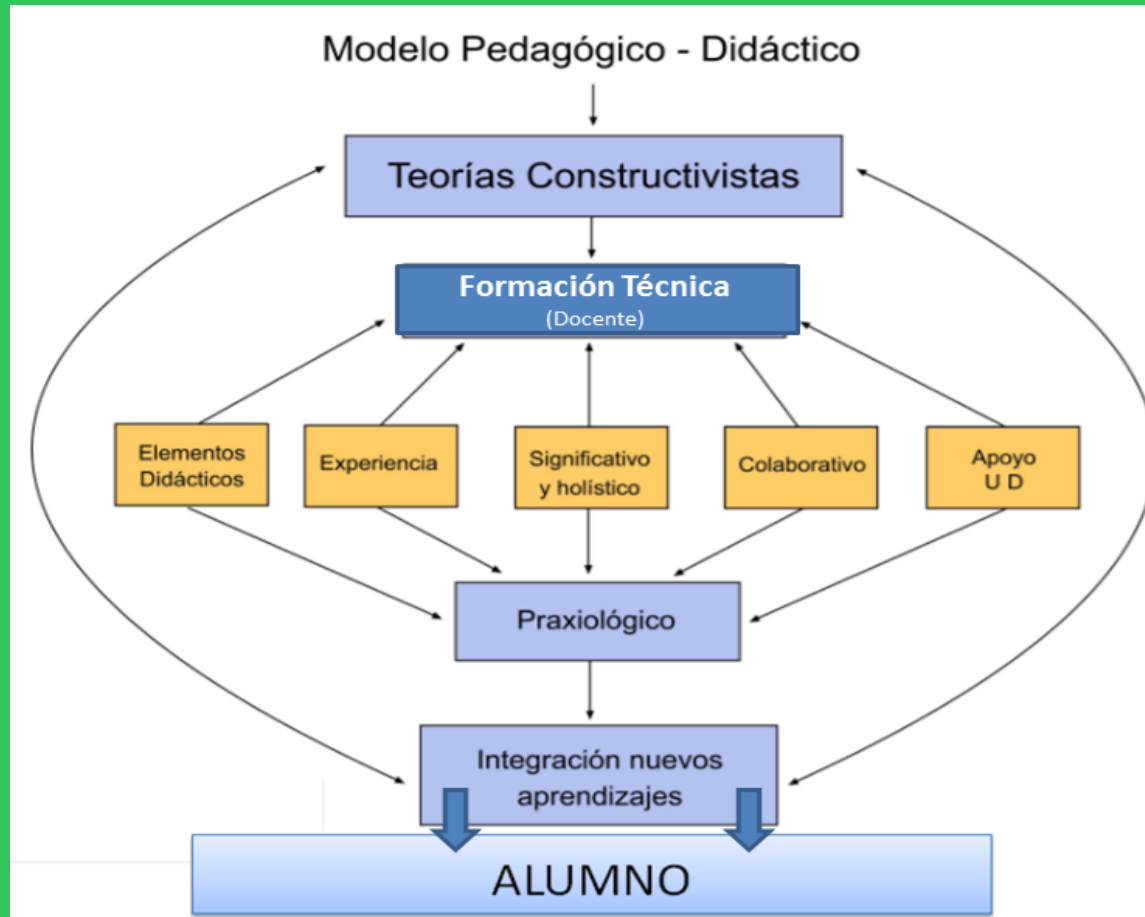 Modelo Pedagógico - Didáctico
Teorías Constructivistas
Formación Técnica
(Docente)
Elementos
Didácticos
Experiencia
Significativo
y holístico
Colaborativo
Apoyo
U D
Praxiológico
Integración nuevos
aprendizajes
ALUMNO